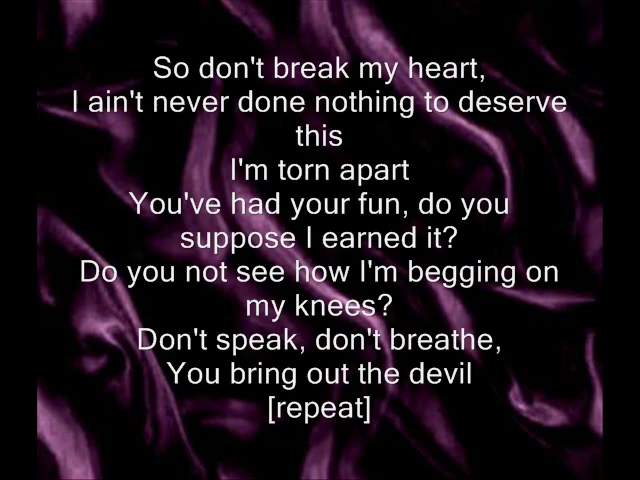 So don't break my heart,
I ain't never done nothing to deserve
this
I'm torn apart
You've had your fun, do you
suppose I earned it?
Do you not see how I'm begging on
my knees?
Don't speak, don't breathe,
You bring out the devil
[repeat]